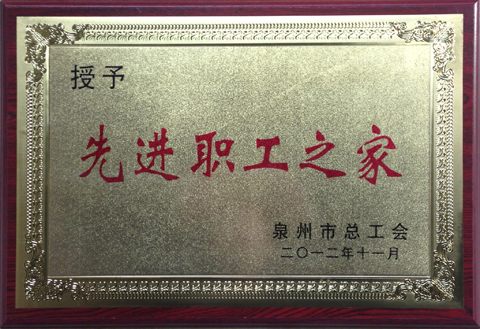 授予
先进职工之家
泉州市总工会
二〇一二年十一月